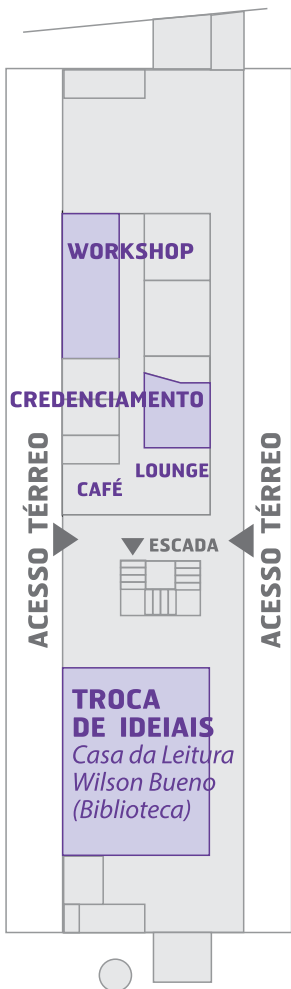 WORKSHOP
CREDENCIAMENTO
LOUNGE
CAFÉ
ACESSO TÉRREO
ESCADA
ACESSO TÉRREO
TROCA
DE IDEIAIS
Casa da Leitura
Wilson Bueno
(Biblioteca)